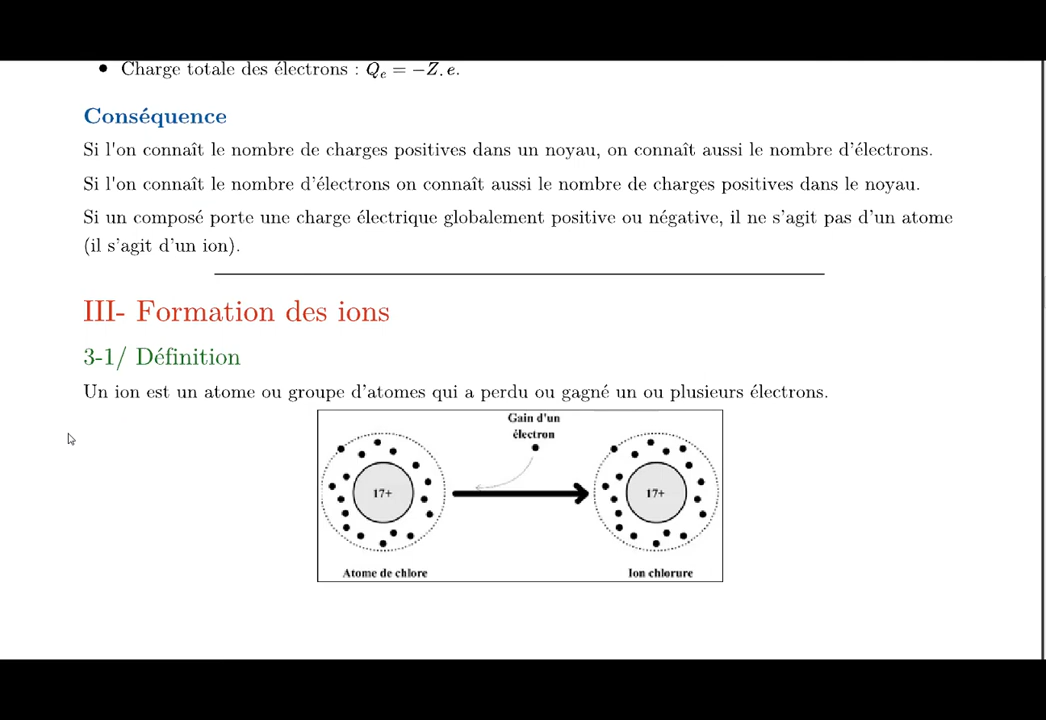 • Charge totale des électrons : Qₑ = −Z.e.
Conséquence
Si l'on connaît le nombre de charges positives dans un noyau, on connaît aussi le nombre d'électrons.
Si l'on connaît le nombre d'électrons on connaît aussi le nombre de charges positives dans le noyau.
Si un composé porte une charge électrique globalement positive ou négative, il ne s'agit pas d'un atome
(il s'agit d'un ion).
III- Formation des ions
3-1/ Définition
Un ion est un atome ou groupe d'atomes qui a perdu ou gagné un ou plusieurs électrons.
Gain d'un
électron
17+
17+
Atome de chlore
Ion chlorure